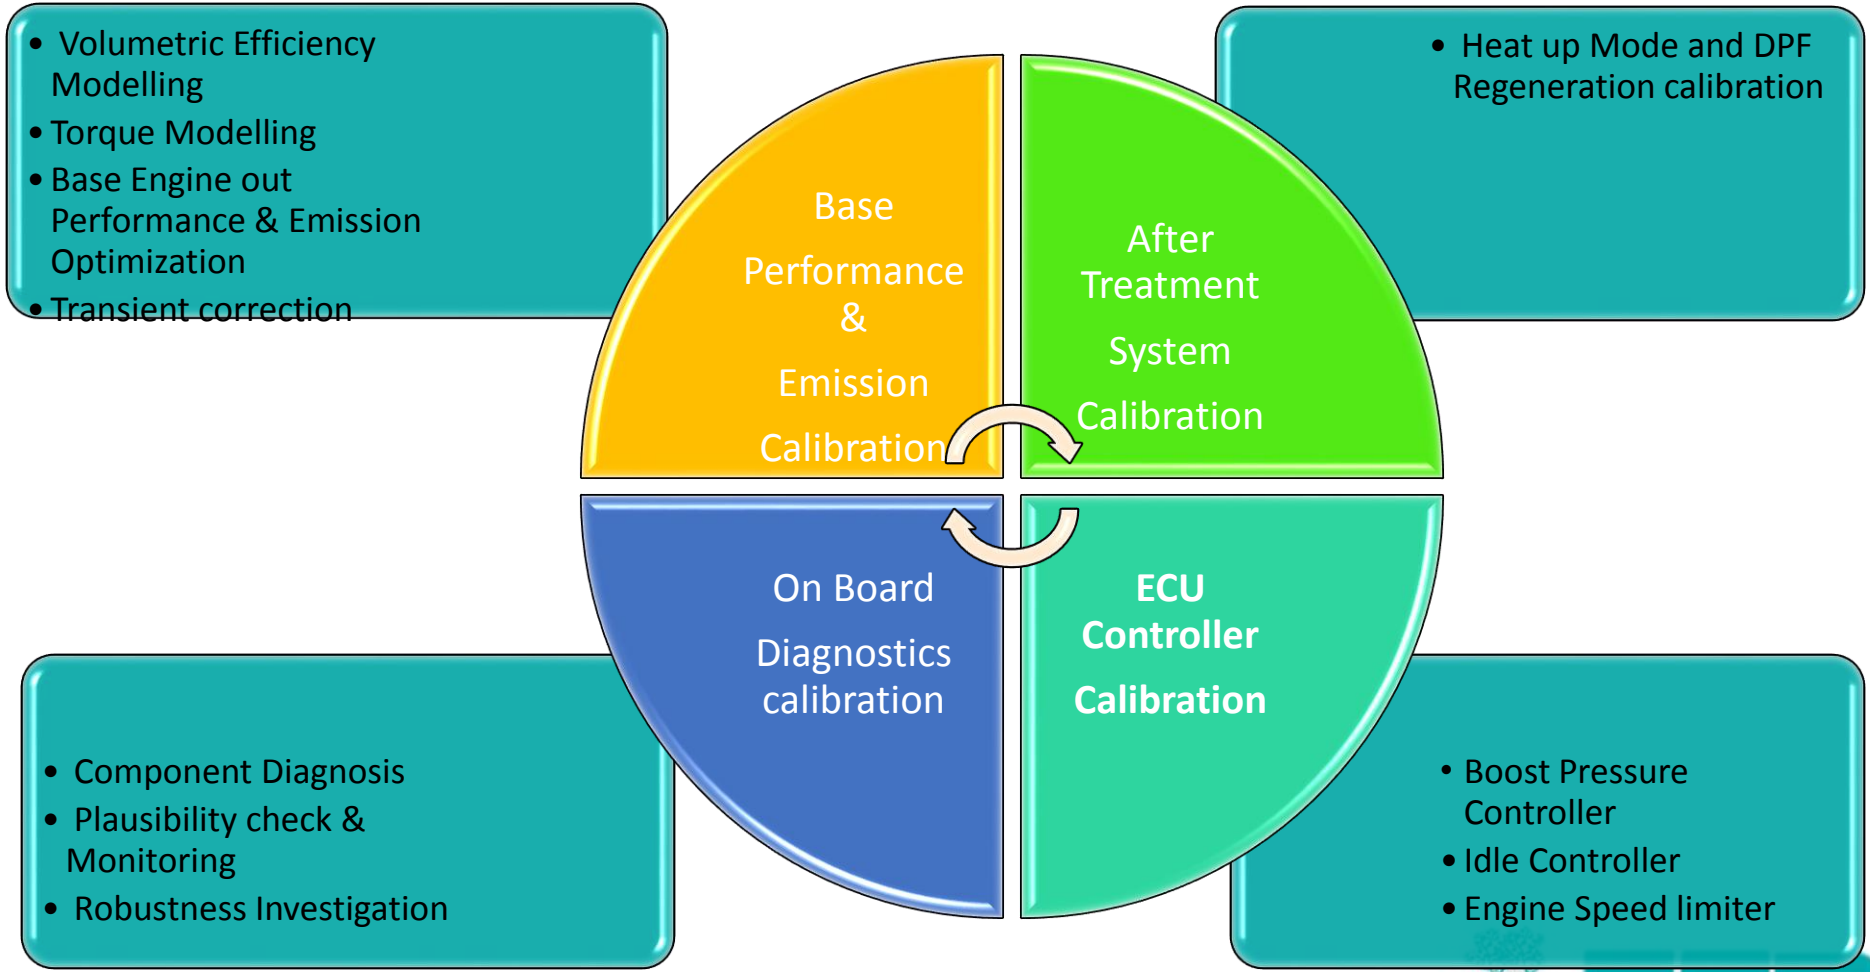 • Volumetric Efficiency
Modelling
• Torque Modelling
• Base Engine out
Performance & Emission
Optimization
• Transient correction
• Heat up Mode and DPF
Regeneration calibration
Base
Performance
&
Emission
Calibration
After
Treatment
System
Calibration
On Board
Diagnostics
calibration
ECU
Controller
Calibration
• Component Diagnosis
• Plausibility check &
Monitoring
• Robustness Investigation
• Boost Pressure
Controller
• Idle Controller
• Engine Speed limiter